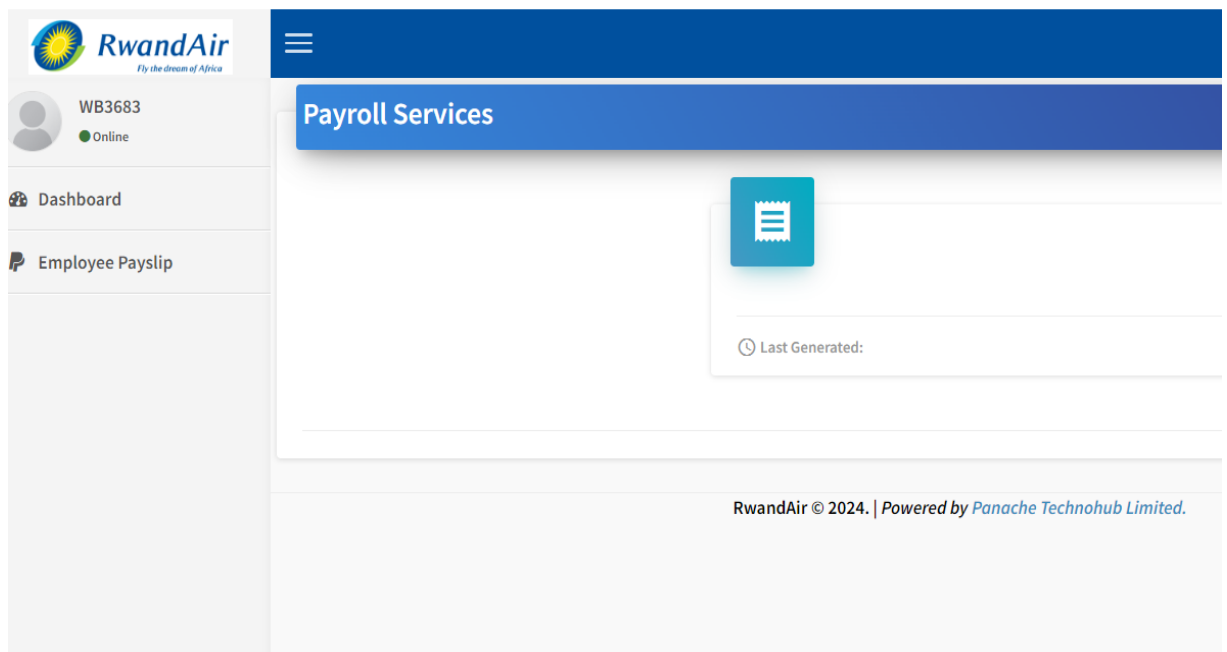 RwandAir
Fly the dream of Africa
WB3683
Online
Dashboard
Employee Payslip
Payroll Services
Last Generated:
RwandAir © 2024. | Powered by Panache Technohub Limited.